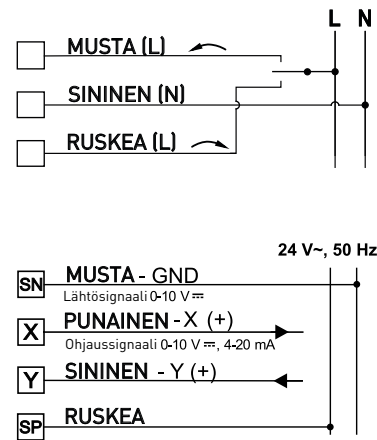 L N
MUSTA (L)
SININEN (N)
RUSKEA (L)
24 V~, 50 Hz
SN MUSTA - GND
Lähtösignaali 0-10 V ⎓
X PUNAINEN - X (+)
Ohjaussignaali 0-10 V ⎓, 4-20 mA
Y SININEN - Y (+)
SP RUSKEA